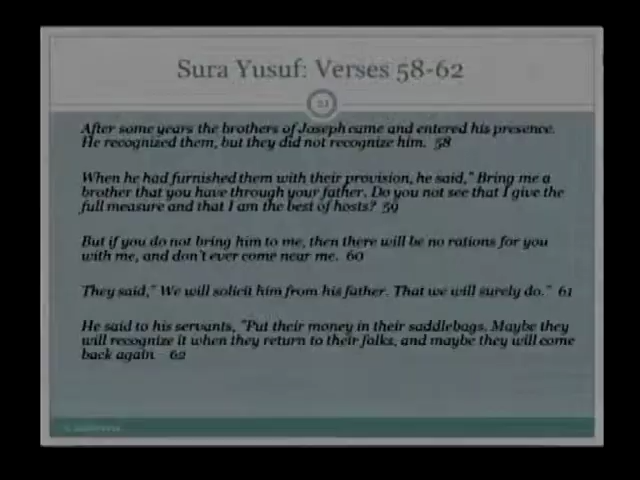 Sura Yusuf: Verses 58-62
21
After some years the brothers of Joseph came and entered his presence.
He recognized them, but they did not recognize him. 58
When he had furnished them with their provision, he said," Bring me a
brother that you have through your father. Do you not see that I give the
full measure and that I am the best of hosts? 59
But if you do not bring him to me, then there will be no rations for you
with me, and don't ever come near me. 60
They said," We will solicit him from his father. That we will surely do." 61
He said to his servants, "Put their money in their saddlebags. Maybe they
will recognize it when they return to their folks, and maybe they will come
back again 62